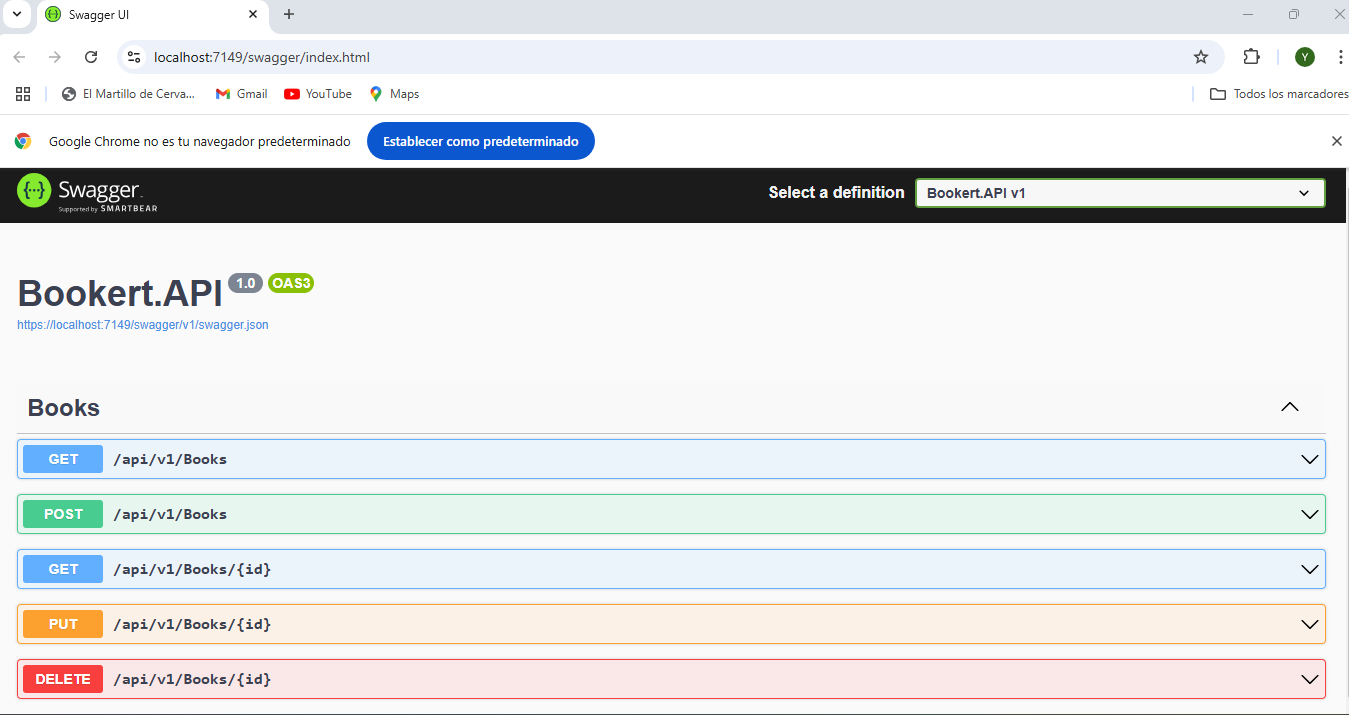 Swagger UI
localhost:7149/swagger/index.html
Y
El Martillo de Cerva...
Gmail
YouTube
Maps
Todos los marcadores
Google Chrome no es tu navegador predeterminado
Establecer como predeterminado
Swagger
Supported by SMARTBEAR
Select a definition
Bookert.API v1
Bookert.API 1.0 OAS3
https://localhost:7149/swagger/v1/swagger.json
Books
GET /api/v1/Books
POST /api/v1/Books
GET /api/v1/Books/{id}
PUT /api/v1/Books/{id}
DELETE /api/v1/Books/{id}